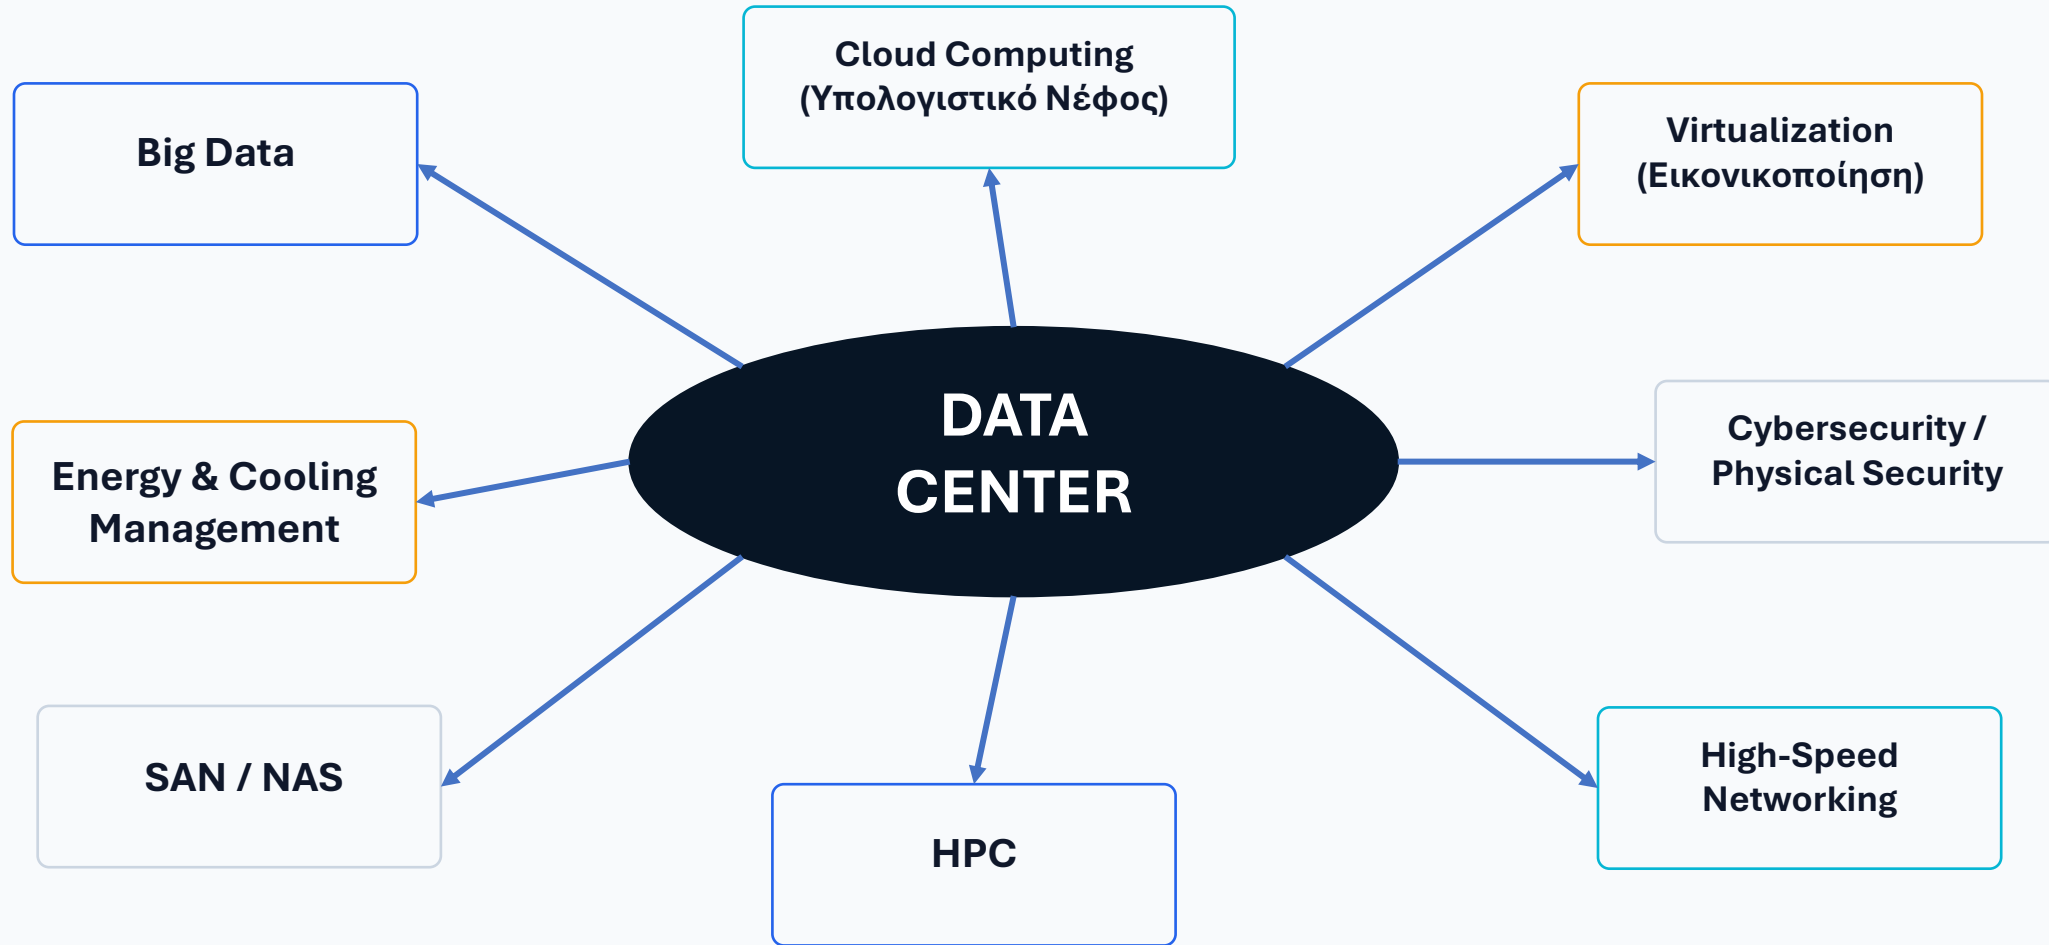 Cloud Computing
(Υπολογιστικό Νέφος)
Big Data
Virtualization
(Εικονικοποίηση)
DATA
CENTER
Cybersecurity /
Physical Security
Energy & Cooling
Management
SAN / NAS
High-Speed
Networking
HPC